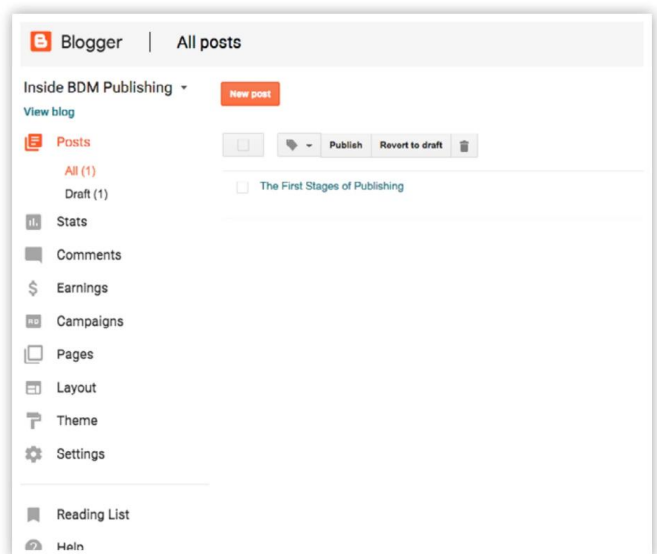 Blogger | All posts
Inside BDM Publishing
View blog
New post
Posts
All (1)
Draft (1)
Stats
Comments
Earnings
Campaigns
Pages
Layout
Theme
Settings
Reading List
Help
Publish Revert to draft
The First Stages of Publishing